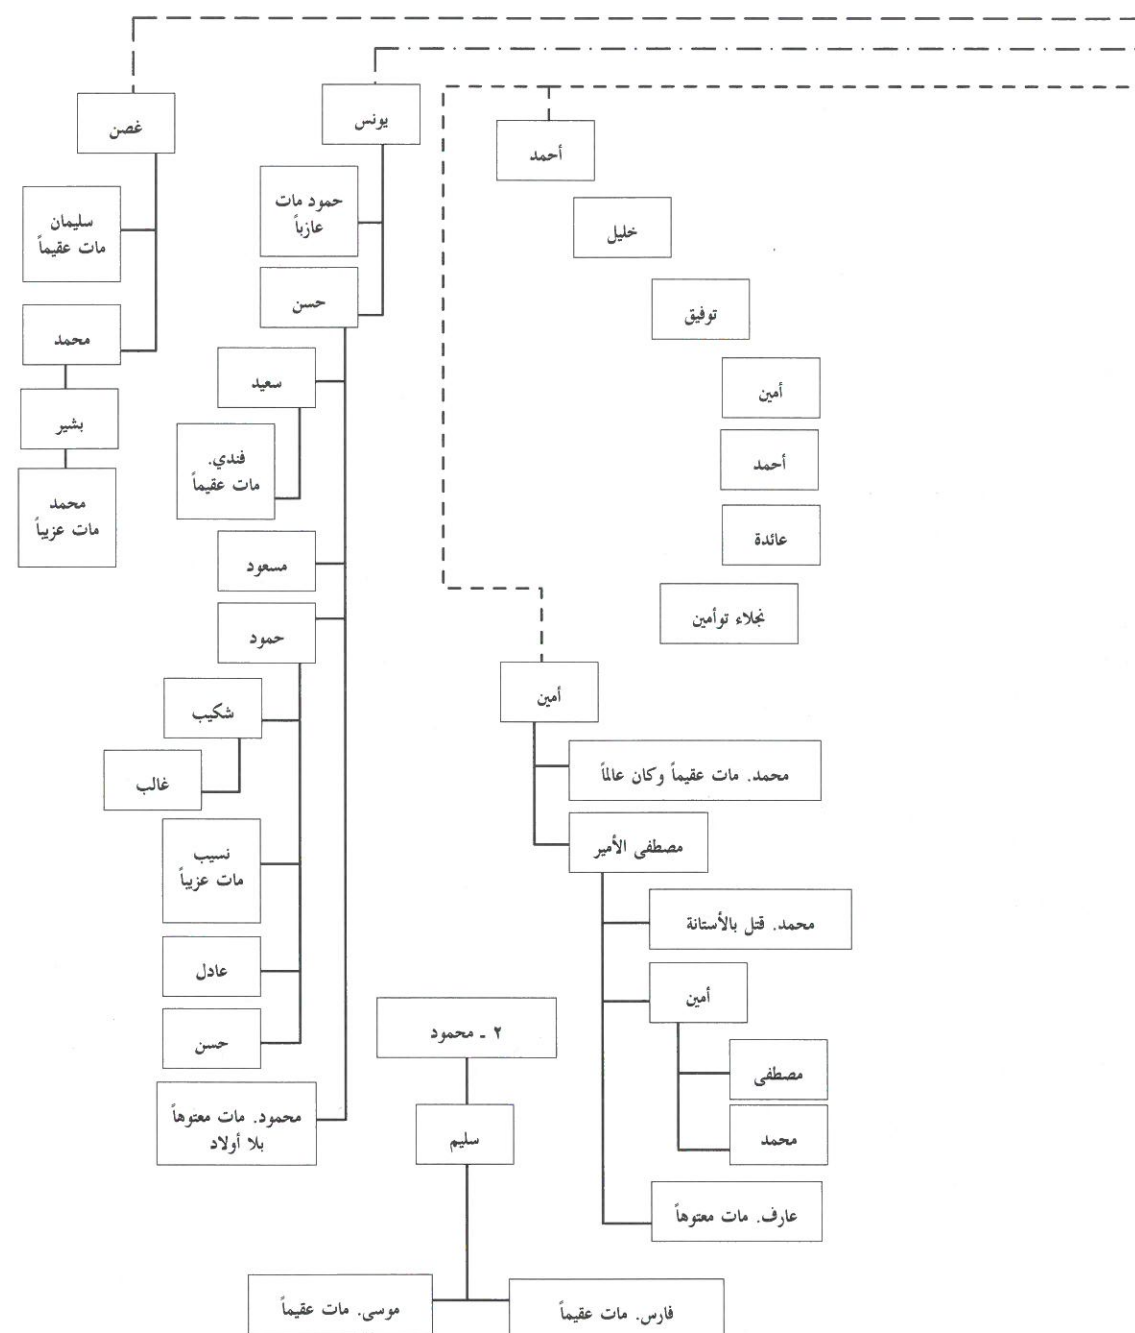 أحمد
خليل
توفيق
أمين
أحمد
عائدة
نجلاء توأمين
أمين
محمد. مات عقيماً وكان عالماً
مصطفى الأمير
محمد. قتل بالأستانة
أمين
مصطفى
محمد
عارف. مات معتوهاً
يونس
حمود مات
عازباً
حسن
سعيد
فندي.
مات عقيماً
مسعود
حمود
شكيب
غالب
نسيب
مات عزيباً
عادل
حسن
محمود. مات معتوهاً
بلا أولاد
غصن
سليمان
مات عقيماً
محمد
بشير
محمد
مات عزيباً
٢ ـ محمود
سليم
فارس. مات عقيماً
موسى. مات عقيماً